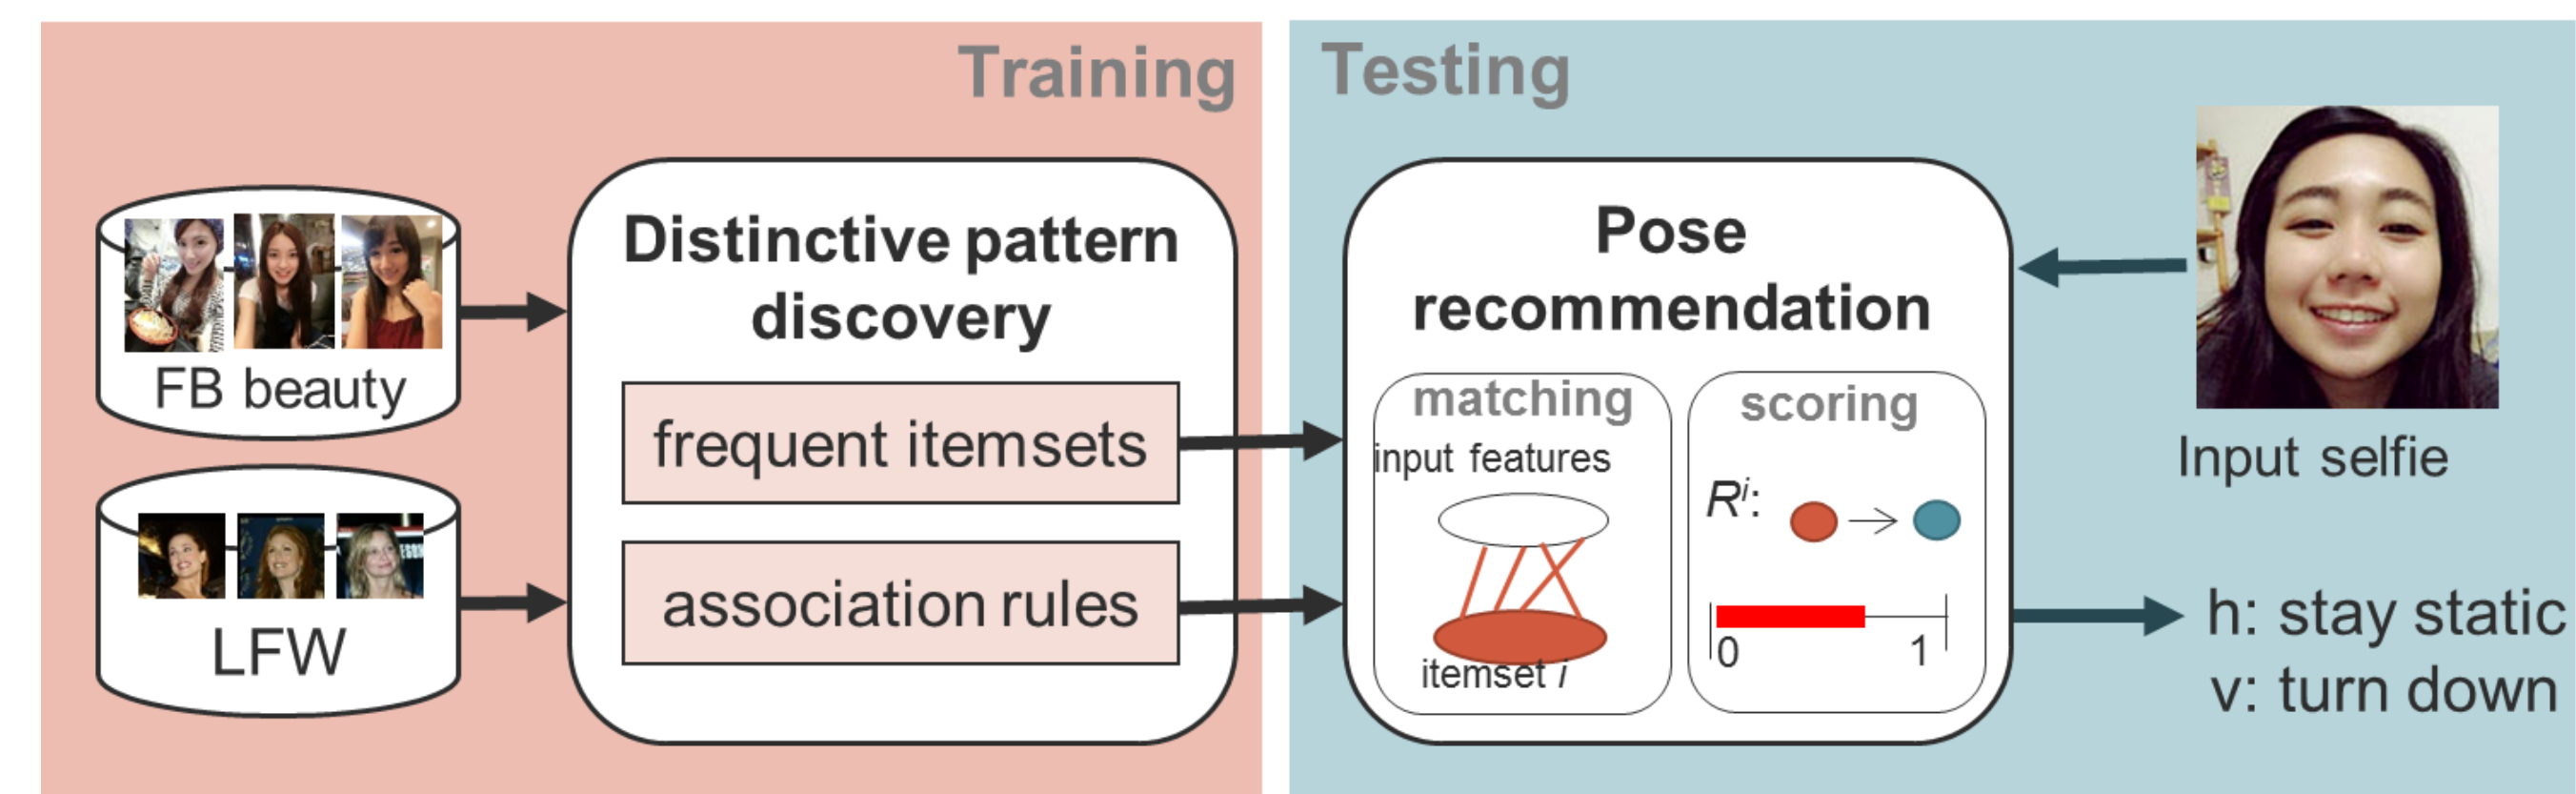 Training
FB beauty
LFW
Distinctive pattern
discovery
frequent itemsets
association rules
Testing
Pose
recommendation
matching
input features
itemset i
scoring
Rⁱ:
0 1
Input selfie
h: stay static
v: turn down